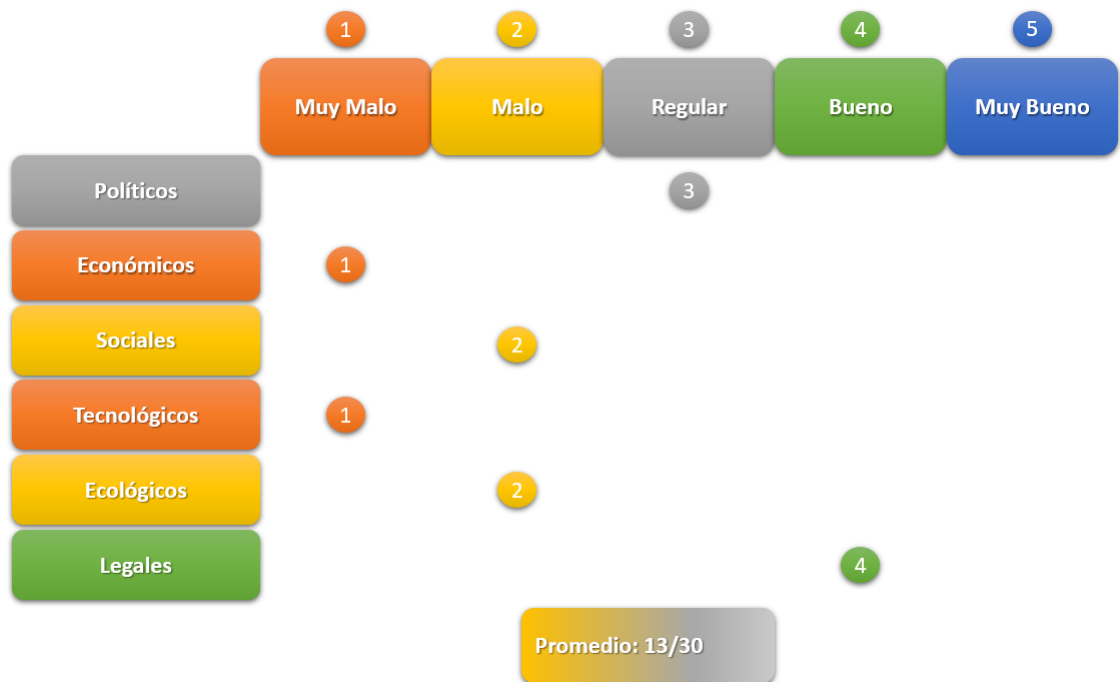 1 2 3 4 5
Muy Malo Malo Regular Bueno Muy Bueno
Políticos 3
Económicos 1
Sociales 2
Tecnológicos 1
Ecológicos 2
Legales 4
Promedio: 13/30